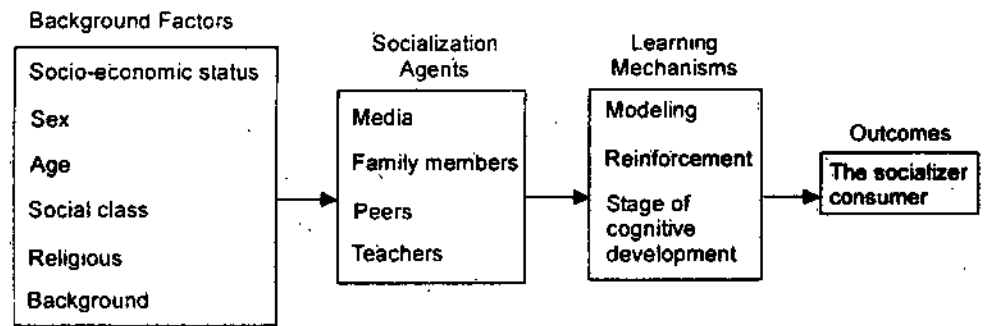 Background Factors
Socio-economic status
Sex
Age
Social class
Religious
Background
Socialization
Agents
Media
Family members
Peers
Teachers
Learning
Mechanisms
Modeling
Reinforcement
Stage of
cognitive
development
Outcomes
The socializer
consumer